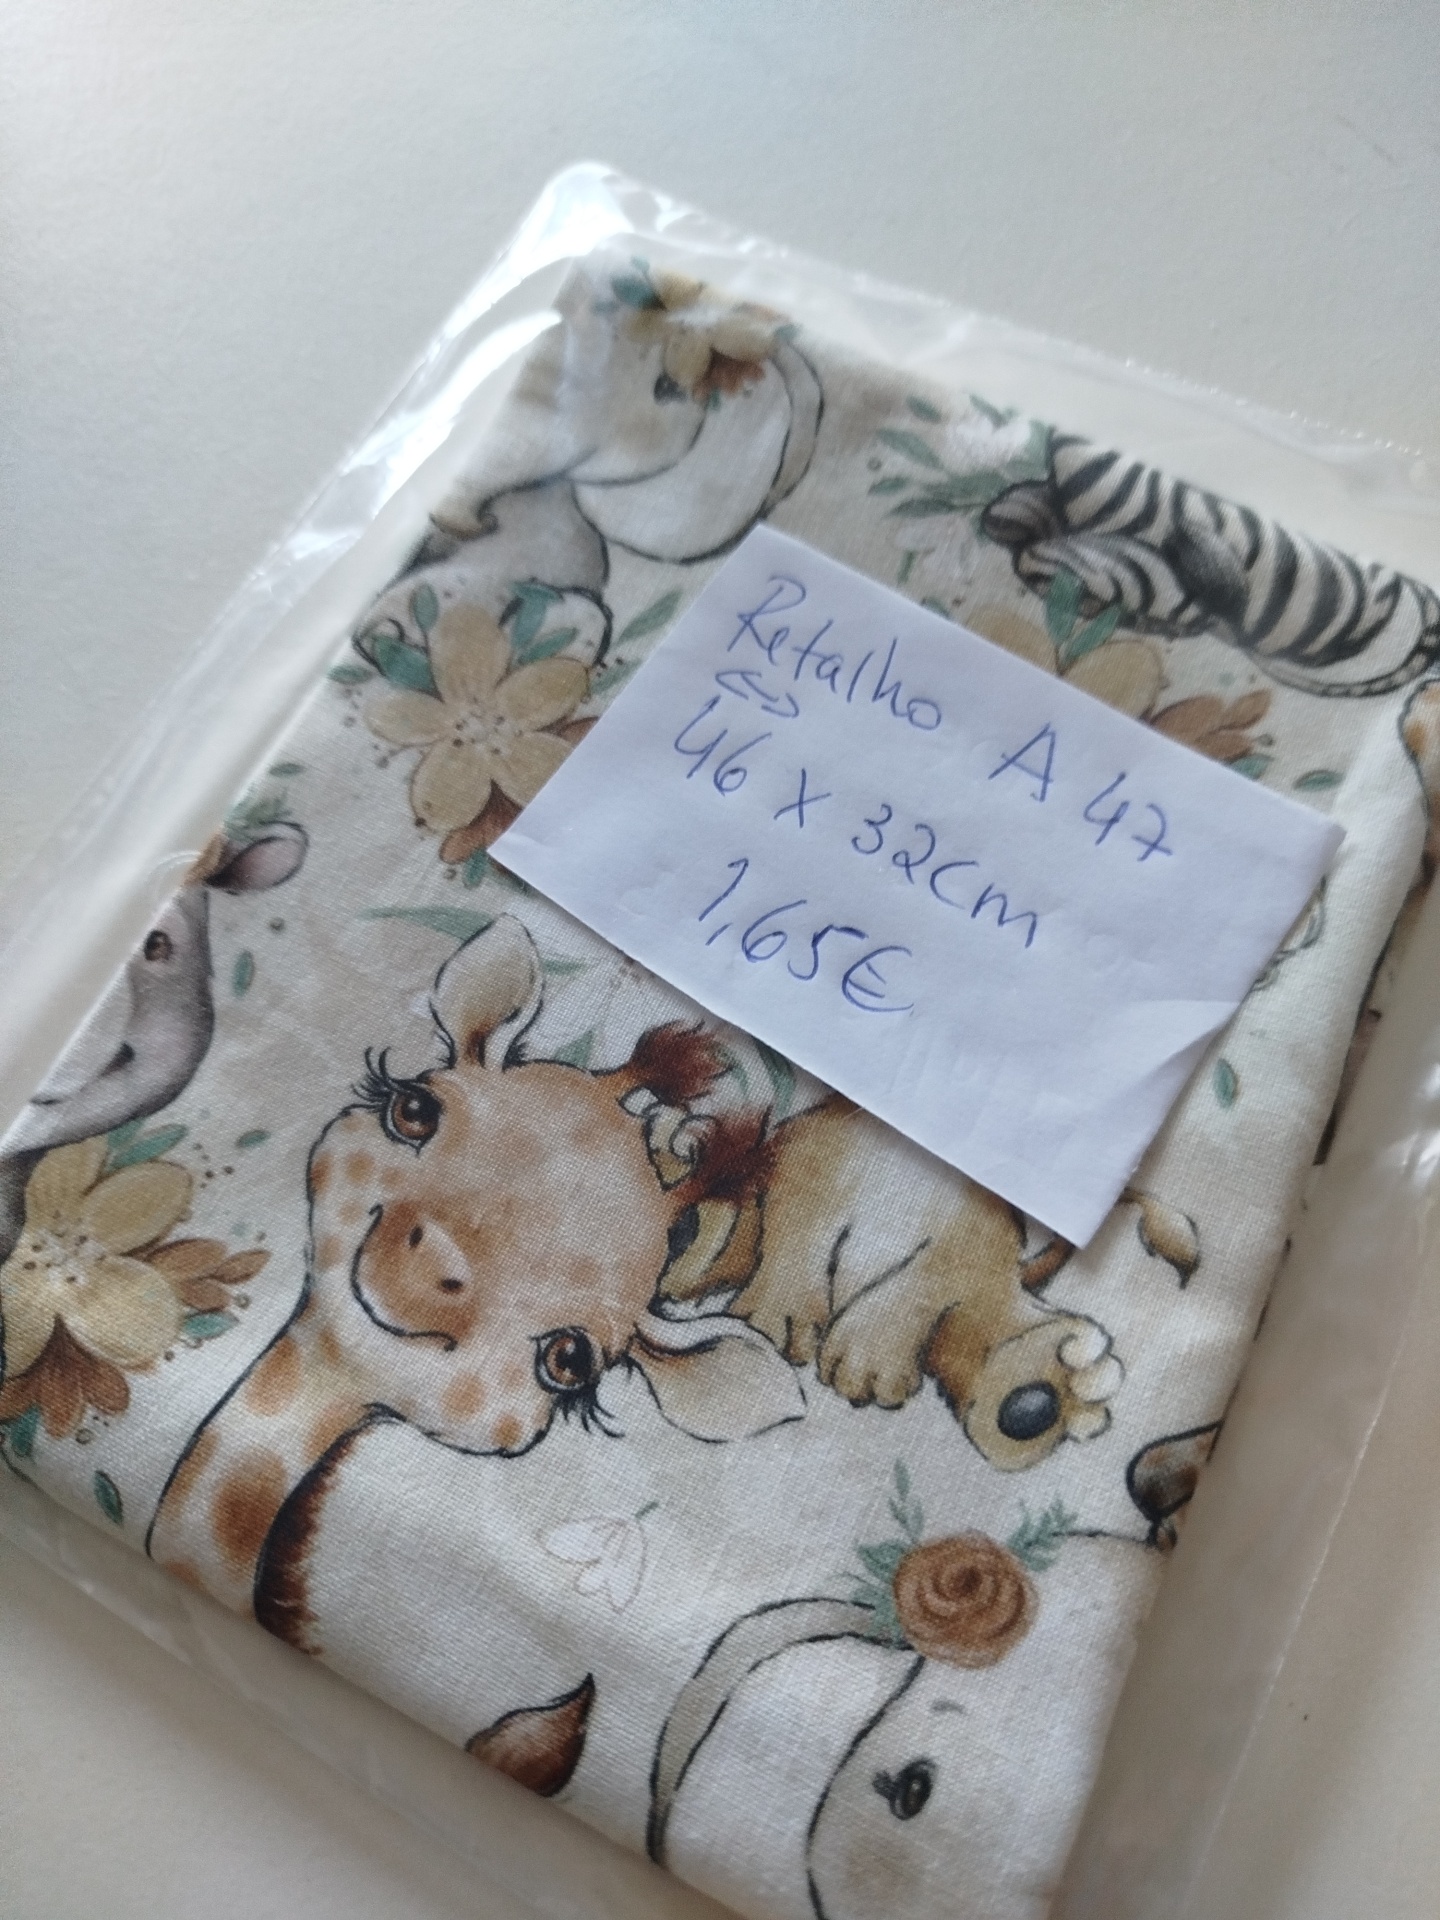 Retalho A 47
↔
46 x 32cm
1,65€